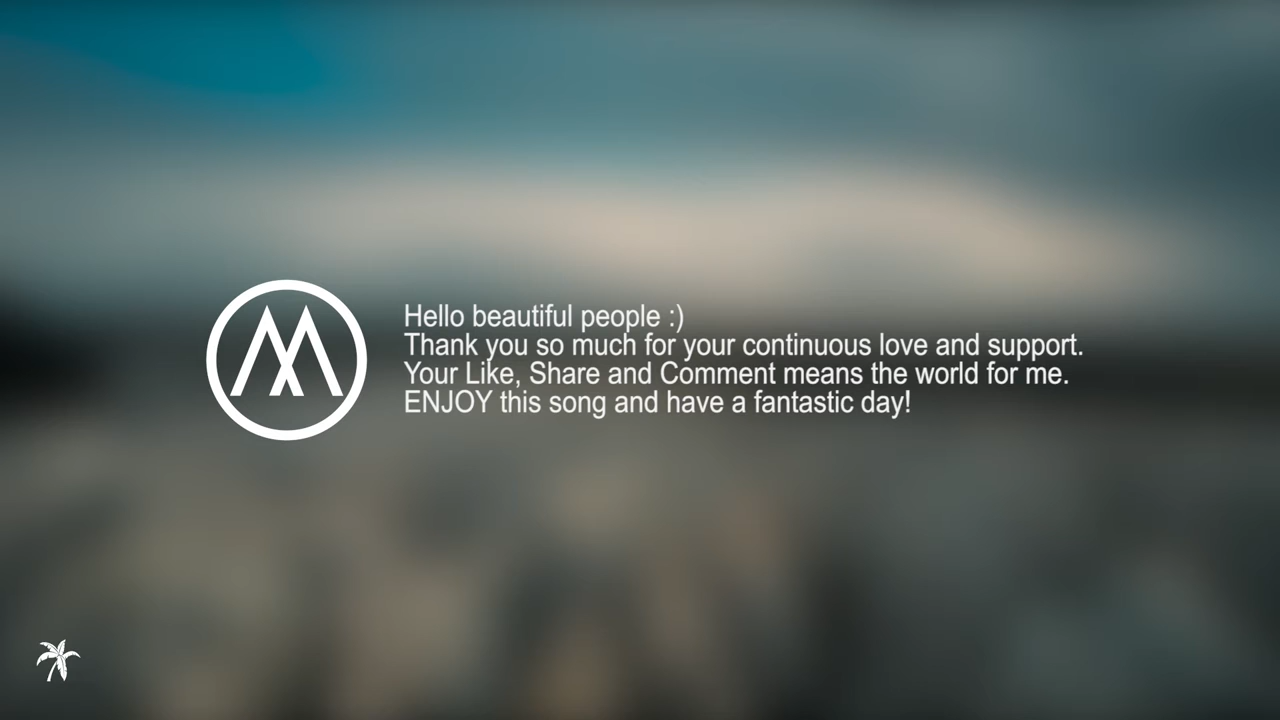 Hello beautiful people :)
Thank you so much for your continuous love and support.
Your Like, Share and Comment means the world for me.
ENJOY this song and have a fantastic day!